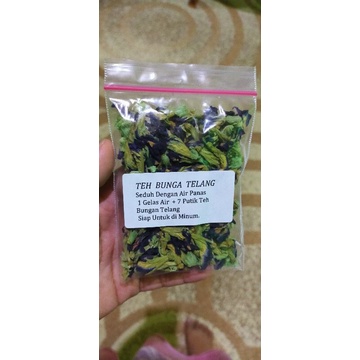 TEH BUNGA TELANG
Seduh Dengan Air Panas
1 Gelas Air + 7 Putik Teh
Bungan Telang
Siap Untuk di Minum.